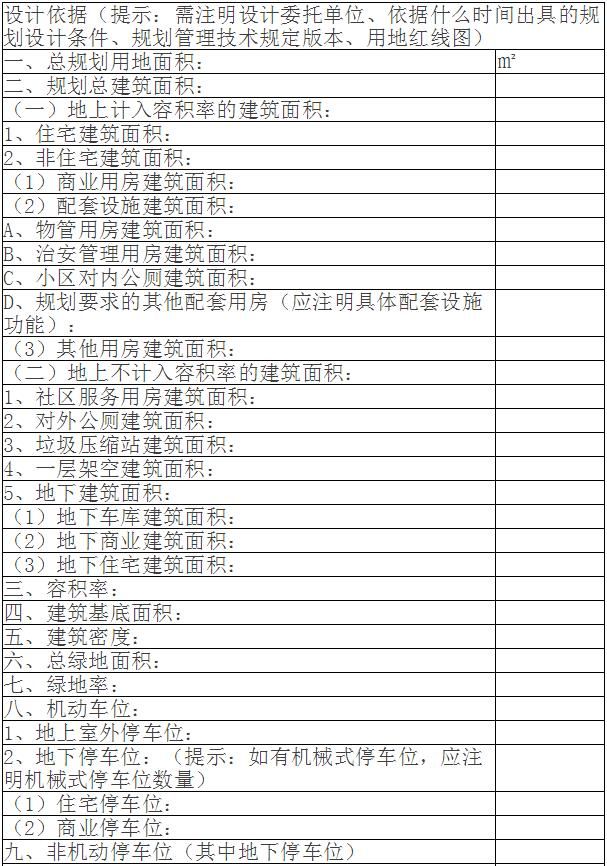 设计依据（提示：需注明设计委托单位、依据什么时间出具的规
划设计条件、规划管理技术规定版本、用地红线图）
一、总规划用地面积： ㎡
二、规划总建筑面积：
（一）地上计入容积率的建筑面积：
1、住宅建筑面积：
2、非住宅建筑面积：
（1）商业用房建筑面积：
（2）配套设施建筑面积：
A、物管用房建筑面积：
B、治安管理用房建筑面积：
C、小区对内公厕建筑面积：
D、规划要求的其他配套用房（应注明具体配套设施
功能）：
（3）其他用房建筑面积：
（二）地上不计入容积率的建筑面积：
1、社区服务用房建筑面积：
2、对外公厕建筑面积：
3、垃圾压缩站建筑面积：
4、一层架空建筑面积：
5、地下建筑面积：
（1）地下车库建筑面积：
（2）地下商业建筑面积：
（3）地下住宅建筑面积：
三、容积率：
四、建筑基底面积：
五、建筑密度：
六、总绿地面积：
七、绿地率：
八、机动车位：
1、地上室外停车位：
2、地下停车位：（提示：如有机械式停车位，应注
明机械式停车位数量）
（1）住宅停车位：
（2）商业停车位：
九、非机动停车位（其中地下停车位）